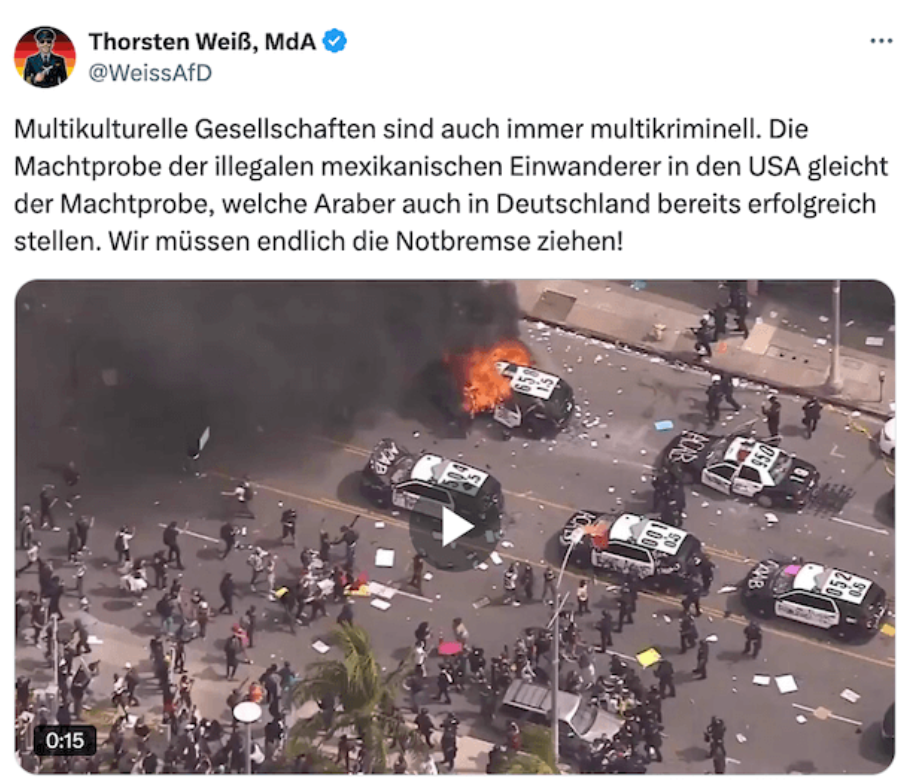 Thorsten Weiß, MdA
@WeissAfD
Multikulturelle Gesellschaften sind auch immer multikriminell. Die
Machtprobe der illegalen mexikanischen Einwanderer in den USA gleicht
der Machtprobe, welche Araber auch in Deutschland bereits erfolgreich
stellen. Wir müssen endlich die Notbremse ziehen!
ACAB
0:15